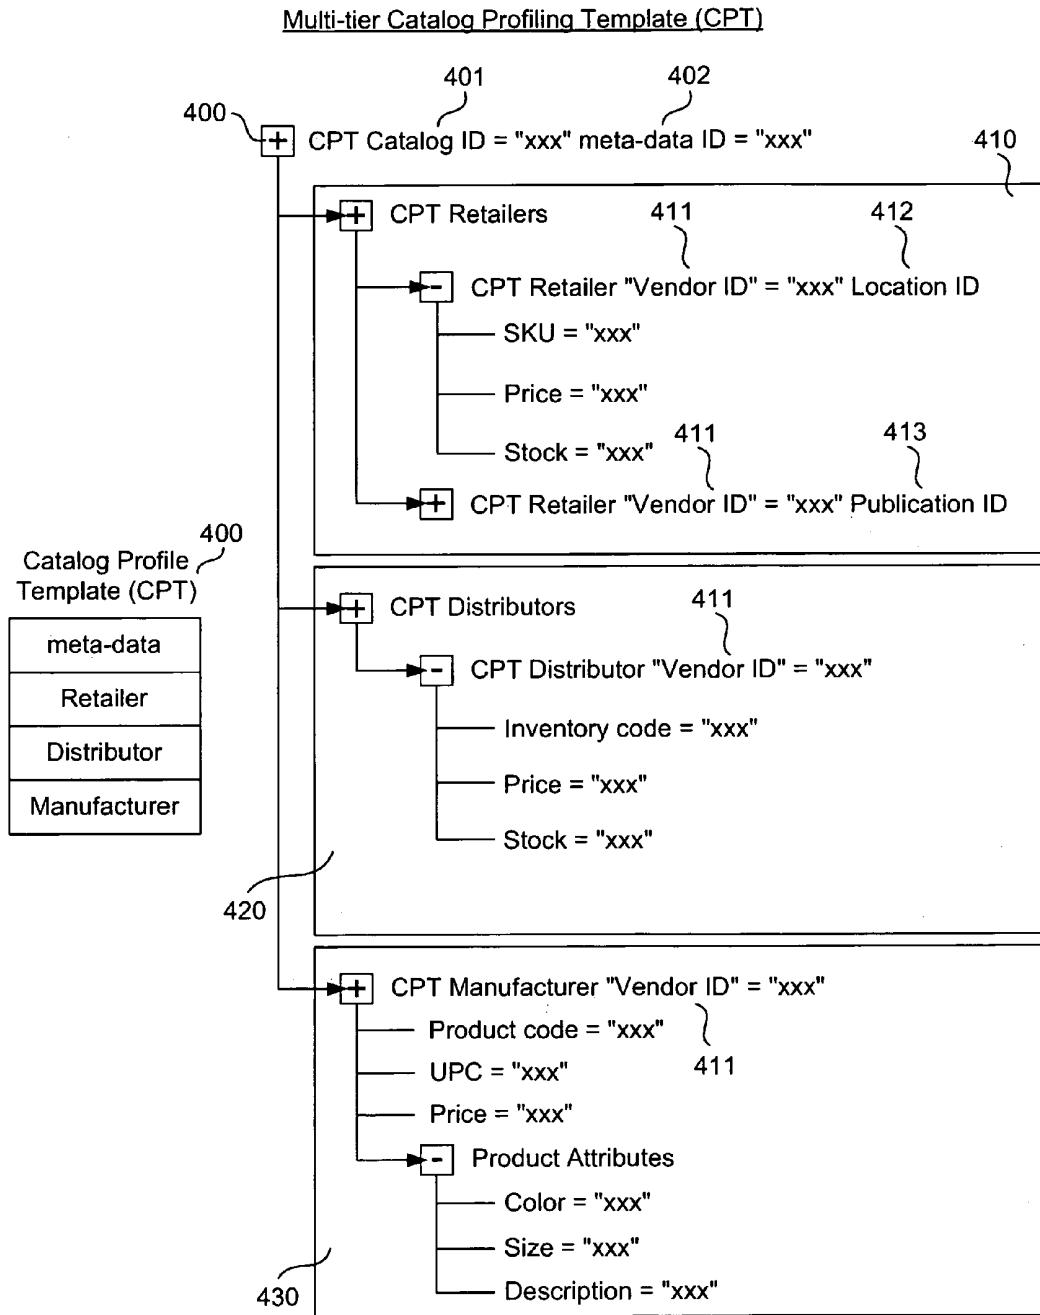 Multi-tier Catalog Profiling Template (CPT)
401
402
400
+ CPT Catalog ID = "xxx" meta-data ID = "xxx"
410
+ CPT Retailers
411
412
- CPT Retailer "Vendor ID" = "xxx" Location ID
SKU = "xxx"
Price = "xxx"
Stock = "xxx"
411
413
+ CPT Retailer "Vendor ID" = "xxx" Publication ID
400
Catalog Profile
Template (CPT)
meta-data
Retailer
Distributor
Manufacturer
+ CPT Distributors
411
- CPT Distributor "Vendor ID" = "xxx"
Inventory code = "xxx"
Price = "xxx"
Stock = "xxx"
420
+ CPT Manufacturer "Vendor ID" = "xxx"
411
Product code = "xxx"
UPC = "xxx"
Price = "xxx"
- Product Attributes
Color = "xxx"
Size = "xxx"
Description = "xxx"
430